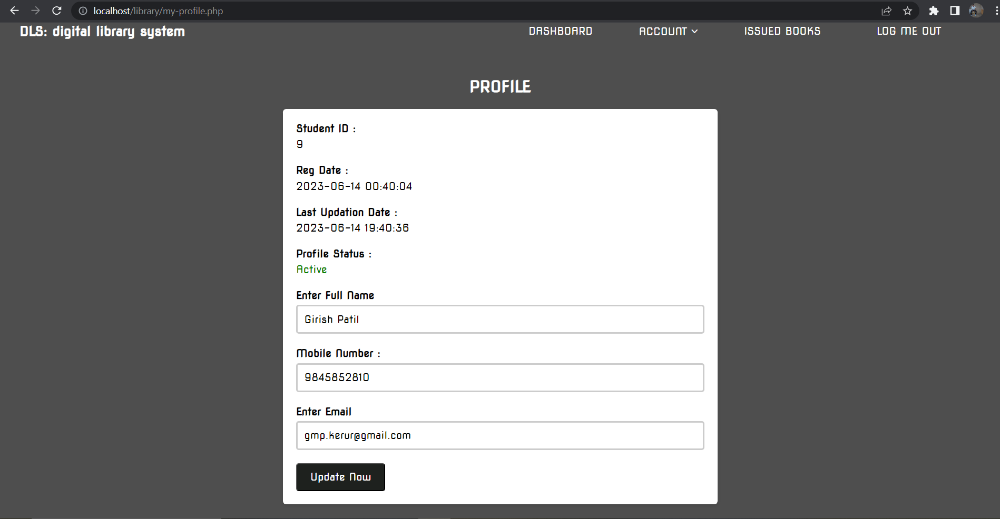 localhost/library/my-profile.php
DLS: digital library system
DASHBOARD
ACCOUNT
ISSUED BOOKS
LOG ME OUT
PROFILE
Student ID :
9
Reg Date :
2023-06-14 00:40:04
Last Updation Date :
2023-06-14 19:40:36
Profile Status :
Active
Enter Full Name
Girish Patil
Mobile Number :
9845852810
Enter Email
gmp.kerur@gmail.com
Update Now